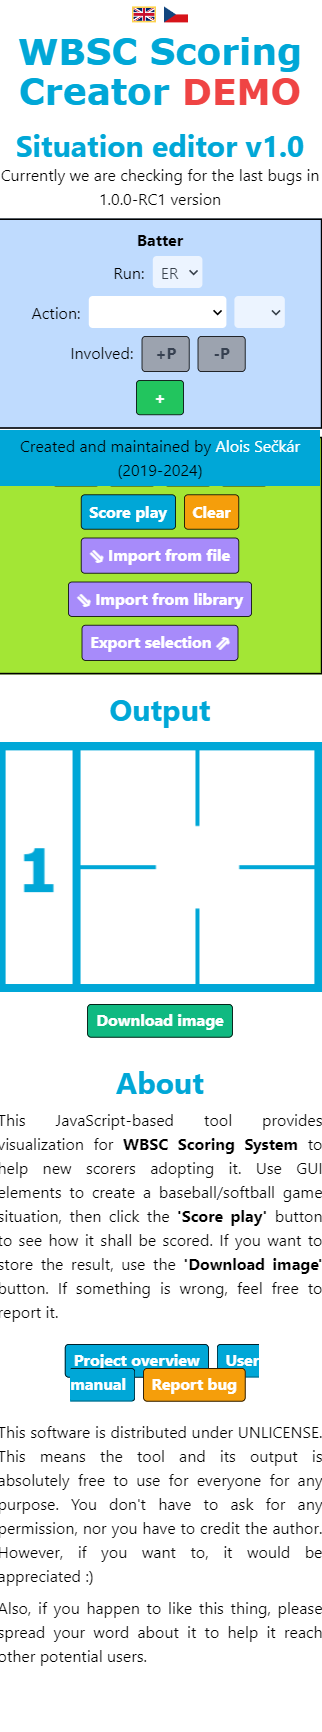 WBSC Scoring
Creator DEMO
Situation editor v1.0
Currently we are checking for the last bugs in
1.0.0-RC1 version
Batter
Run: ER
Action:
Involved: +P -P
+
Created and maintained by Alois Sečkár
(2019-2024)
Score play Clear
Import from file
Import from library
Export selection
Output
1
Download image
About
This JavaScript-based tool provides
visualization for WBSC Scoring System to
help new scorers adopting it. Use GUI
elements to create a baseball/softball game
situation, then click the 'Score play' button
to see how it shall be scored. If you want to
store the result, use the 'Download image'
button. If something is wrong, feel free to
report it.
Project overview User
manual Report bug
This software is distributed under UNLICENSE.
This means the tool and its output is
absolutely free to use for everyone for any
purpose. You don't have to ask for any
permission, nor you have to credit the author.
However, if you want to, it would be
appreciated :)
Also, if you happen to like this thing, please
spread your word about it to help it reach
other potential users.